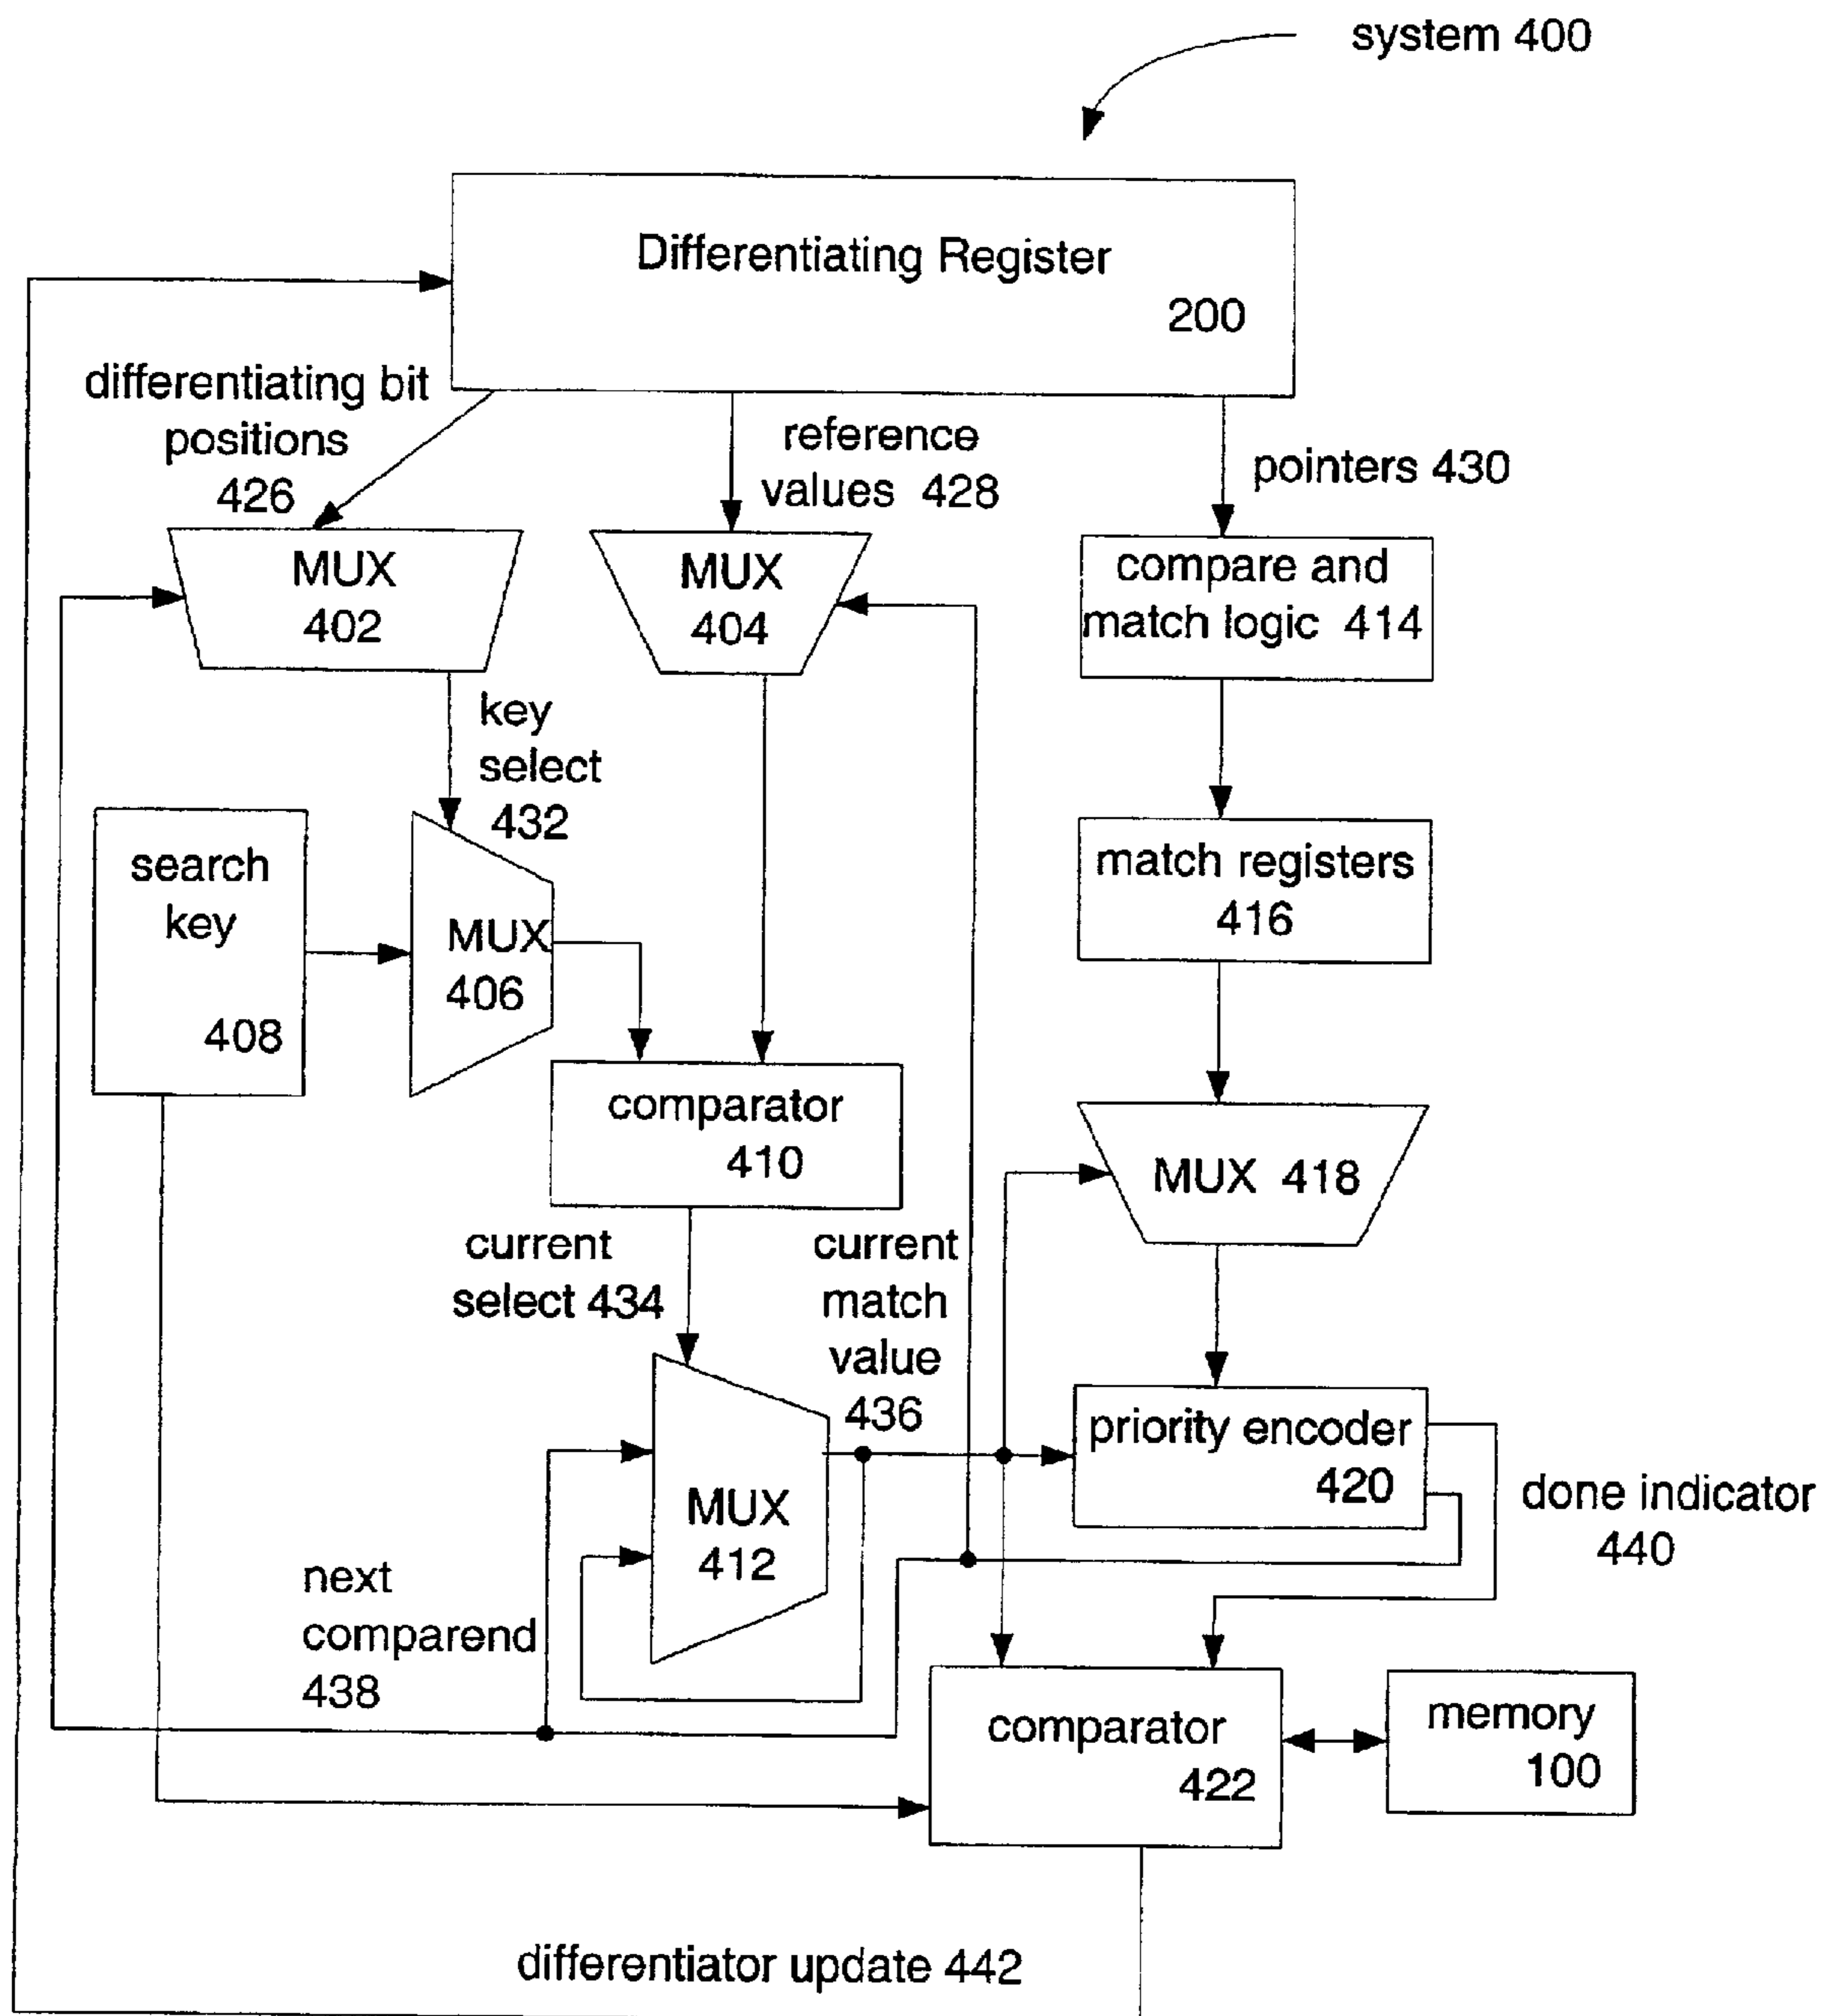 system 400
Differentiating Register
200
differentiating bit
positions
426
reference
values 428
pointers 430
MUX
402
MUX
404
compare and
match logic 414
key
select
432
search
key
408
MUX
406
match registers
416
comparator
410
MUX 418
current
select 434
current
match
value
436
priority encoder
420
done indicator
440
MUX
412
next
comparend
438
comparator
422
memory
100
differentiator update 442